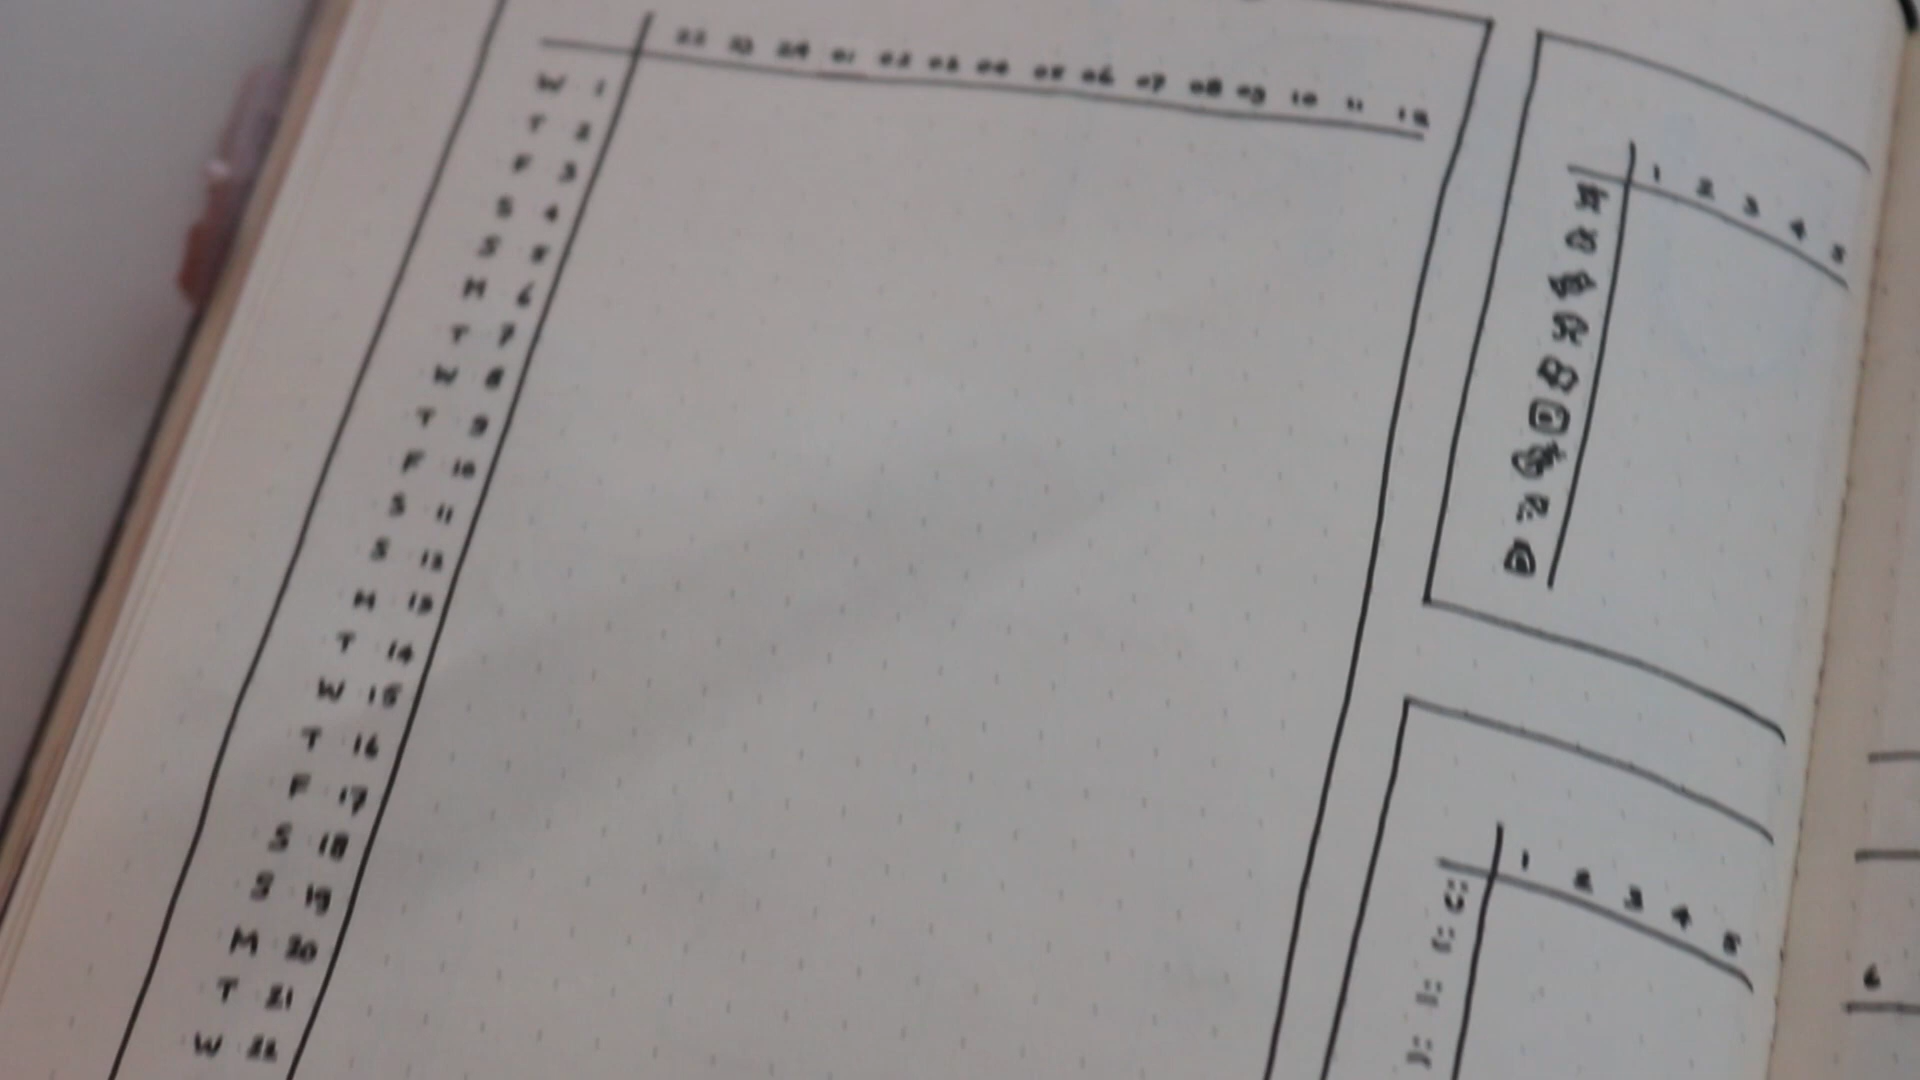 22 23 24 01 02 03 04 05 06 07 08 09 10 11 12
W 1
T 2
F 3
S 4
S 5
M 6
T 7
W 8
T 9
F 10
S 11
S 12
M 13
T 14
W 15
T 16
F 17
S 18
S 19
M 20
T 21
W 22
1 2 3 4 5
1 2 3 4 5
6